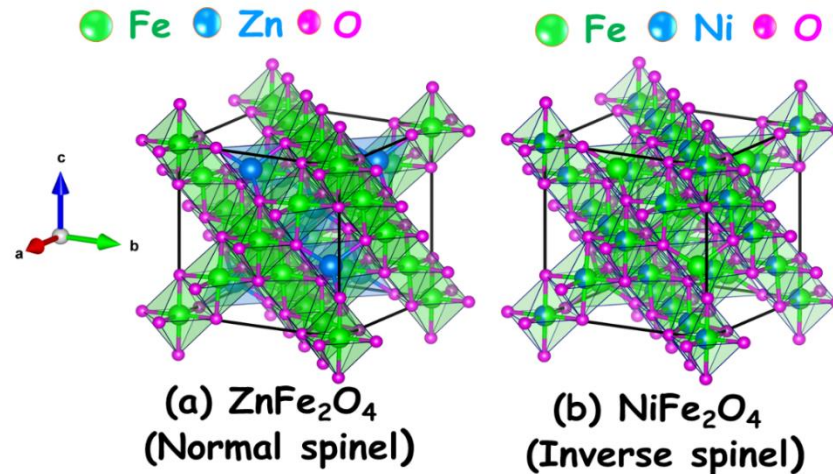 Fe Zn O
Fe Ni O
c
a
b
(a) ZnFe₂O₄
(Normal spinel)
(b) NiFe₂O₄
(Inverse spinel)